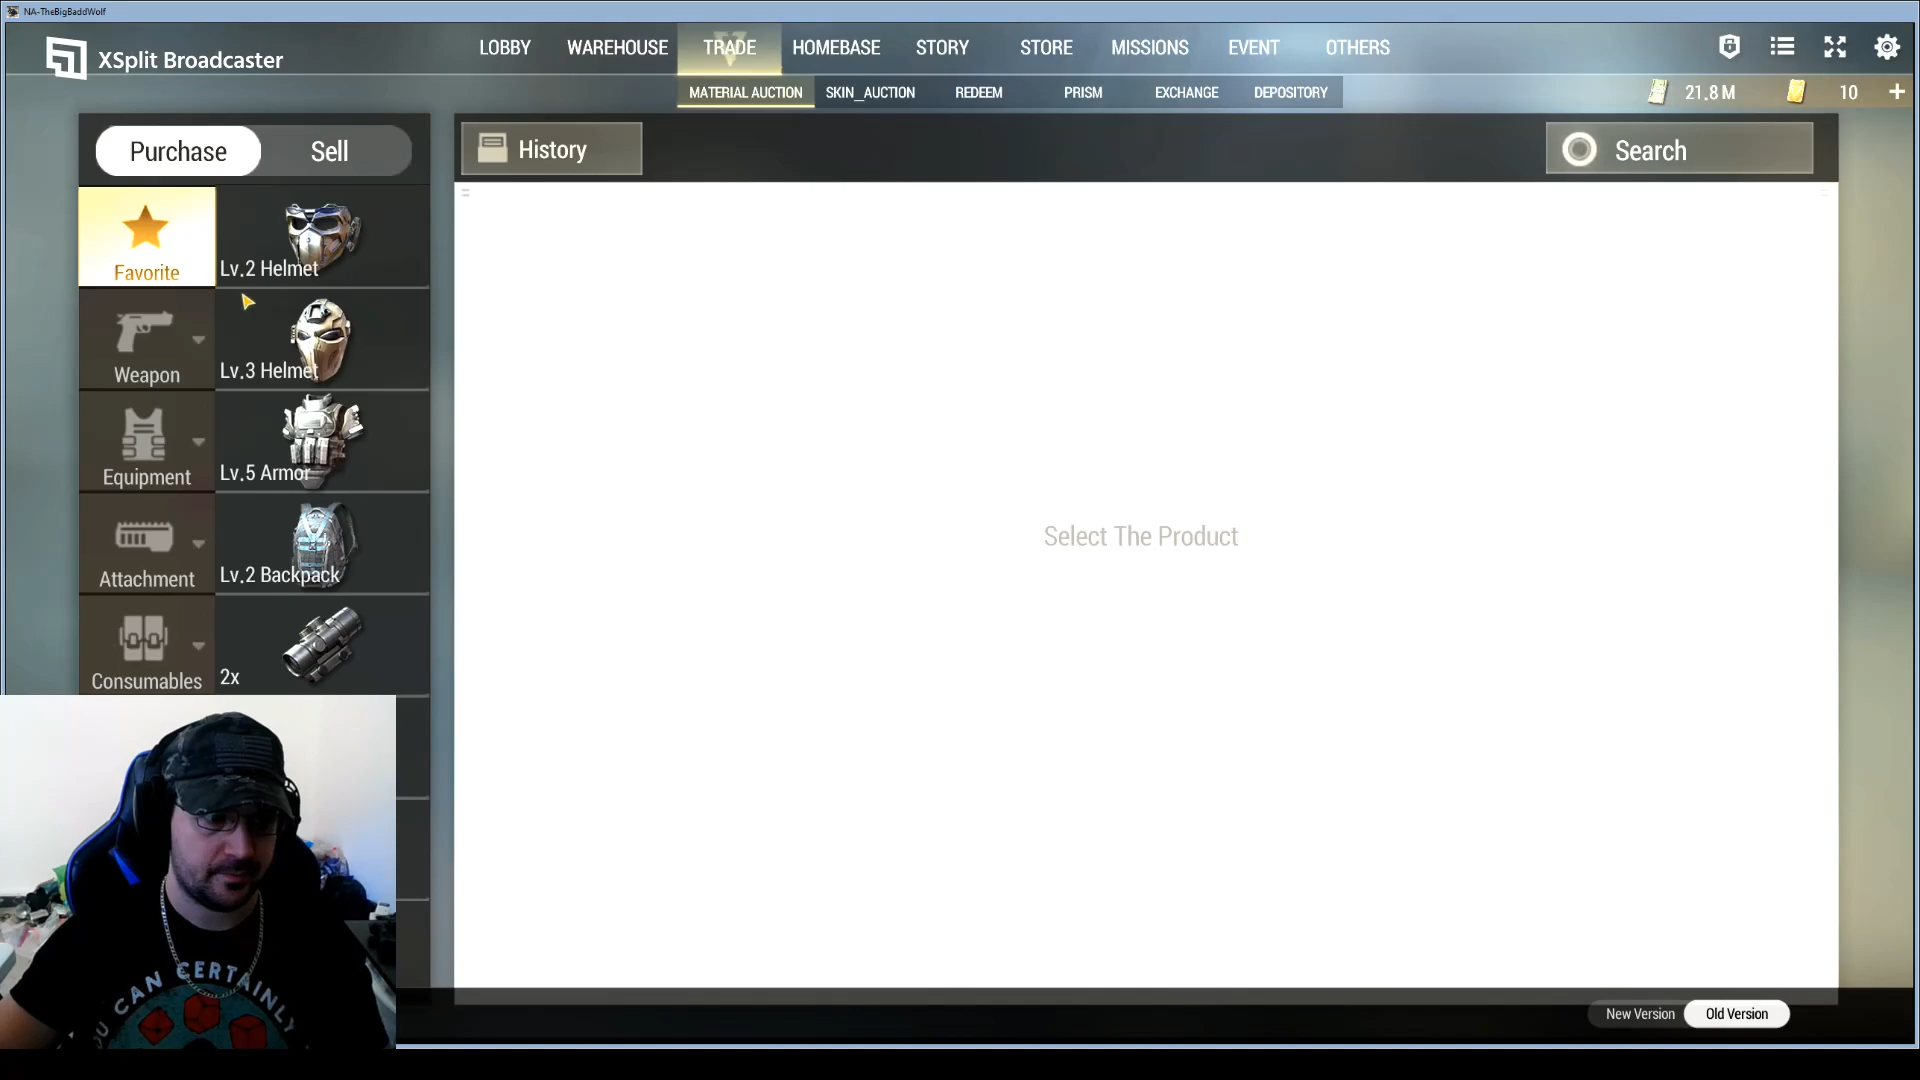 NA-TheBigBaddWolf
XSplit Broadcaster
LOBBY WAREHOUSE TRADE HOMEBASE STORY STORE MISSIONS EVENT OTHERS
MATERIAL AUCTION SKIN_AUCTION REDEEM PRISM EXCHANGE DEPOSITORY
21.8 M 10
Purchase Sell
History
Search
Favorite
Lv.2 Helmet
Weapon
Lv.3 Helmet
Equipment
Lv.5 Armor
Attachment
Lv.2 Backpack
Consumables
2x
Select The Product
CAN CERTAINLY
New Version Old Version